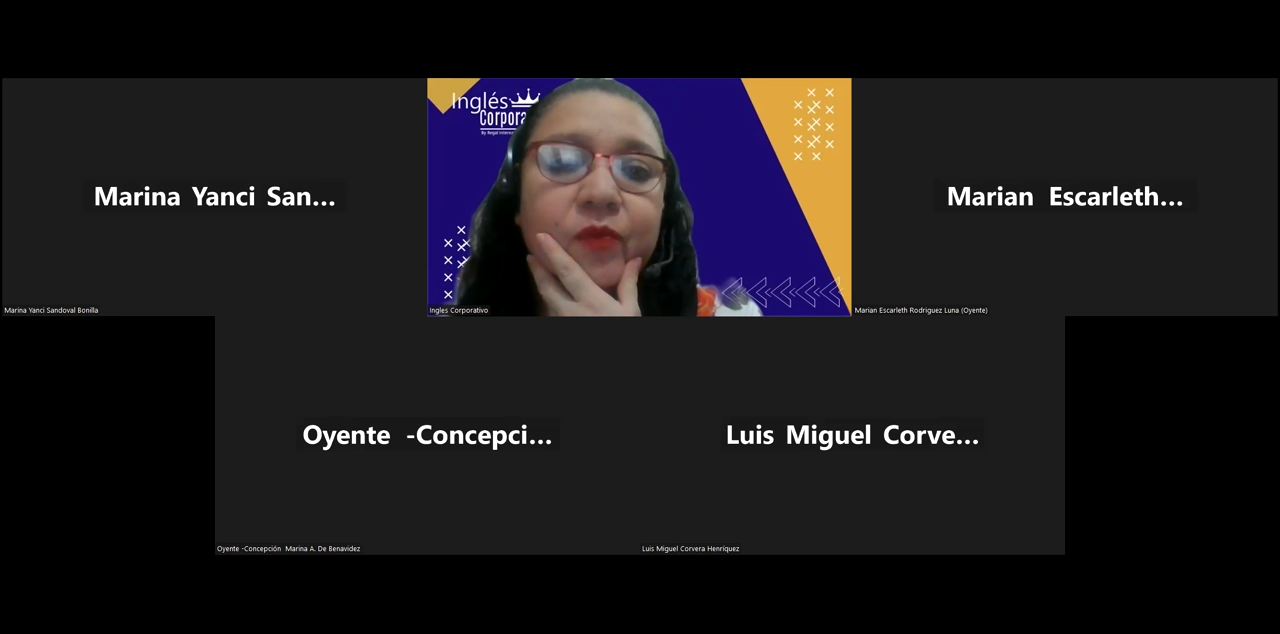 Marina Yanci San...
Marina Yanci Sandoval Bonilla
Inglés
Corpora
Ingles Corporativo
Marian Escarleth...
Marian Escarleth Rodriguez Luna (Oyente)
Oyente -Concepci...
Oyente -Concepción Marina A. De Benavidez
Luis Miguel Corve...
Luis Miguel Corvera Henríquez